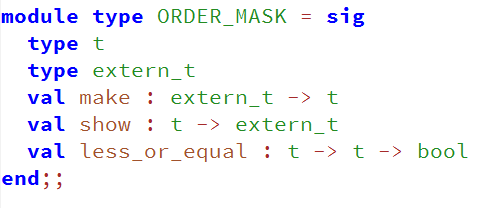 module type ORDER_MASK = sig
  type t
  type extern_t
  val make : extern_t -> t
  val show : t -> extern_t
  val less_or_equal : t -> t -> bool
end;;